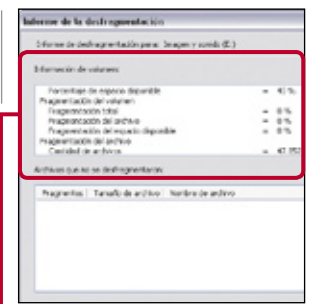 Informe de la desfragmentación
Informe de desfragmentación para: Imagen y sonido (E:)
Información de volumen:
Porcentaje de espacio disponible = 43 %
Fragmentación del volumen
Fragmentación total = 0 %
Fragmentación del archivo = 0 %
Fragmentación del espacio disponible = 0 %
Fragmentación del archivo
Cantidad de archivos =
Archivos que no se desfragmentaron:
Fragmentos Tamaño de archivo Nombre de archivo